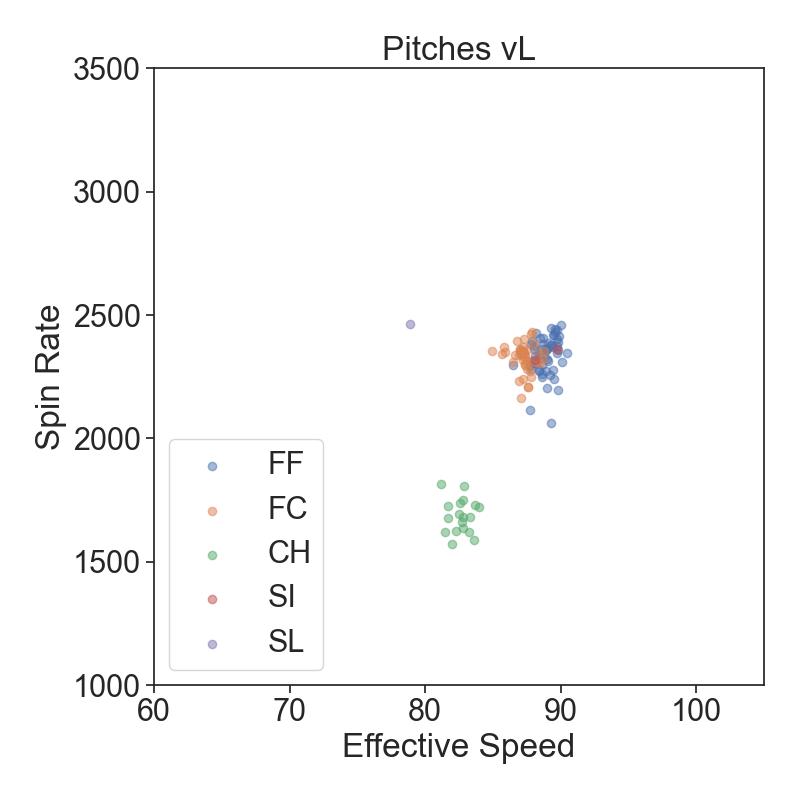 Pitches vL
3500
3000
2500
2000
1500
1000
Spin Rate
FF
FC
CH
SI
SL
60 70 80 90 100
Effective Speed